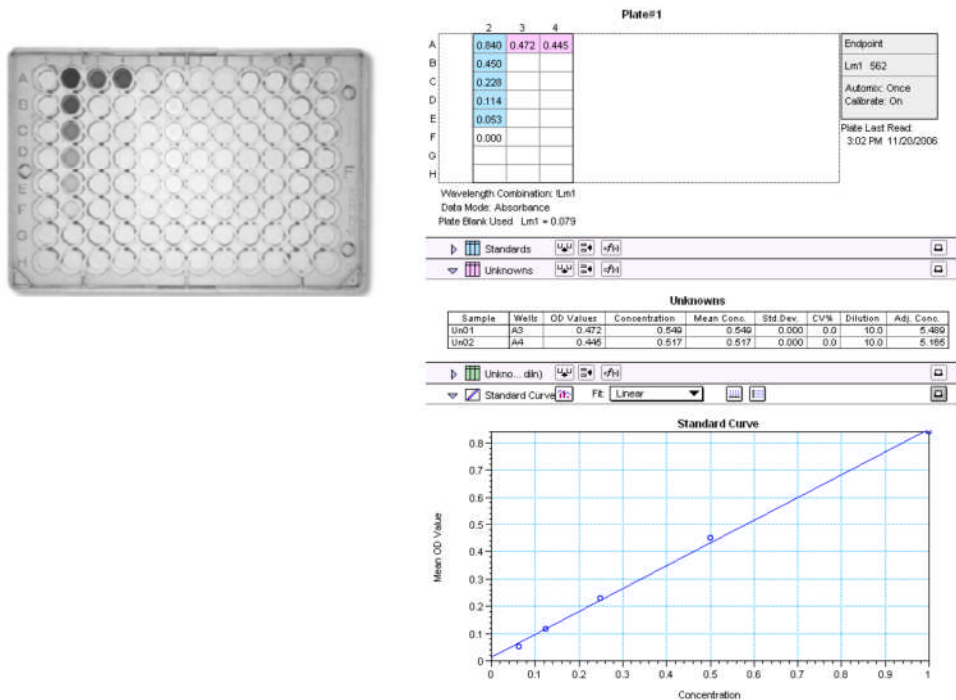 Plate#1
2 3 4
A 0.840 0.472 0.445
B 0.450
C 0.228
D 0.114
E 0.053
F 0.000
G
H
Endpoint
Lm1 562
Automix: Once
Calibrate: On
Plate Last Read:
3:02 PM 11/20/2006
Wavelength Combination: !Lm1
Data Mode: Absorbance
Plate Blank Used Lm1 = 0.079
Standards
Unknowns
Unknowns
Sample Wells OD Values Concentration Mean Conc. Std.Dev. CV% Dilution Adj. Conc.
Un01 A3 0.472 0.549 0.549 0.000 0.0 10.0 5.489
Un02 A4 0.445 0.517 0.517 0.000 0.0 10.0 5.165
Unkno... diln)
Standard Curve Fit: Linear
Standard Curve
Mean OD Value
0.8
0.7
0.6
0.5
0.4
0.3
0.2
0.1
0
0.1 0.2 0.3 0.4 0.5 0.6 0.7 0.8 0.9 1
Concentration
A
B
C
D
E
F
G
H